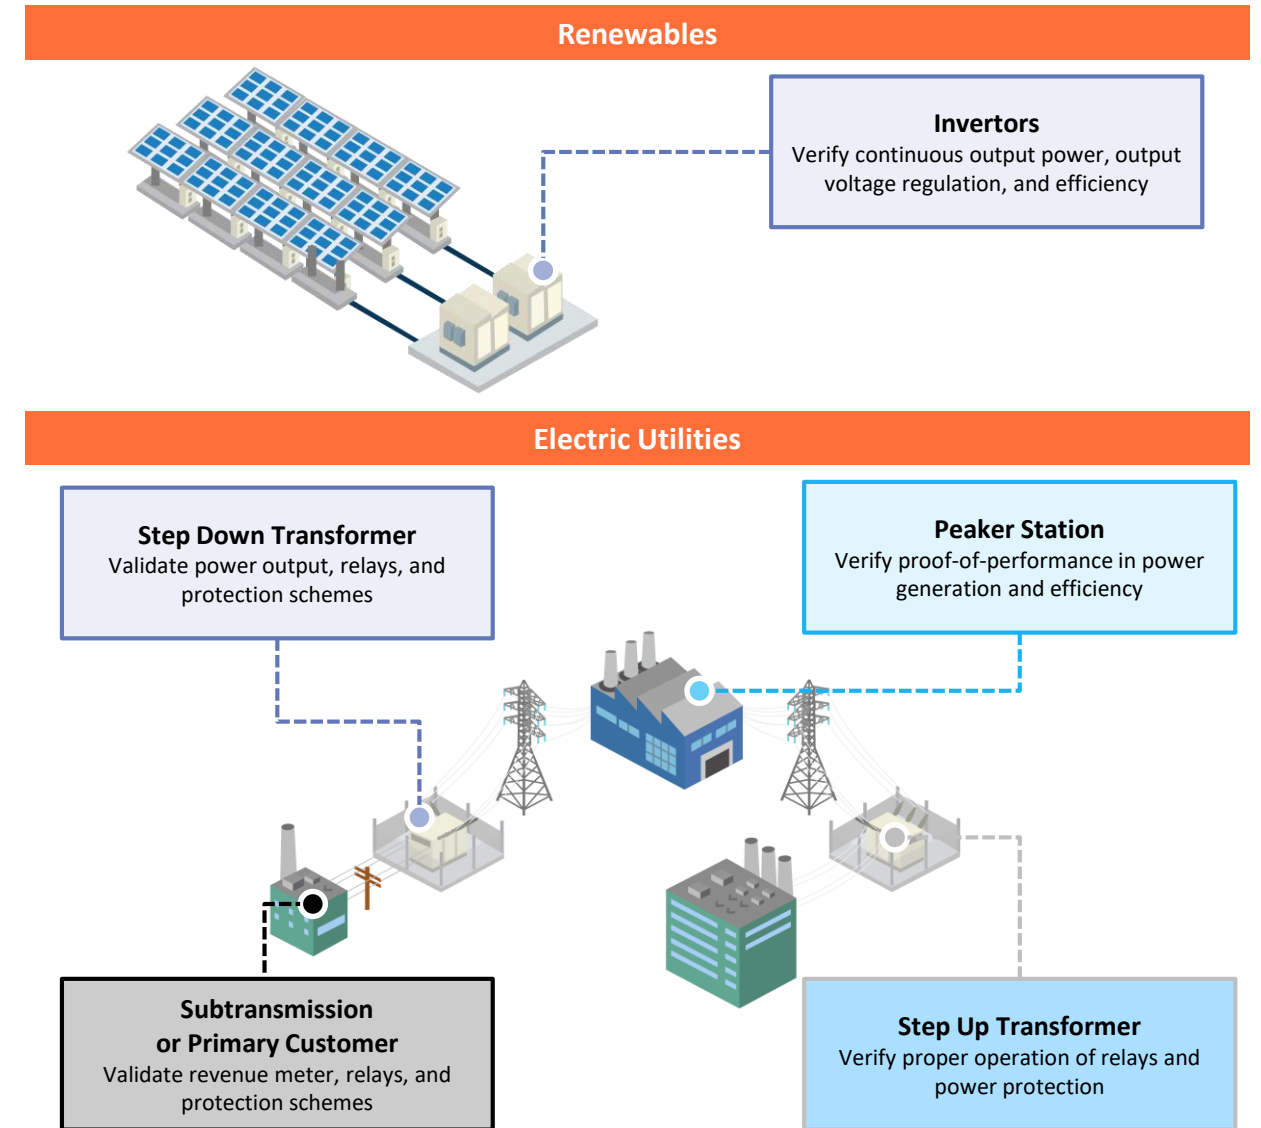 Renewables
Invertors
Verify continuous output power, output
voltage regulation, and efficiency
Electric Utilities
Step Down Transformer
Validate power output, relays, and
protection schemes
Peaker Station
Verify proof-of-performance in power
generation and efficiency
Subtransmission
or Primary Customer
Validate revenue meter, relays, and
protection schemes
Step Up Transformer
Verify proper operation of relays and
power protection